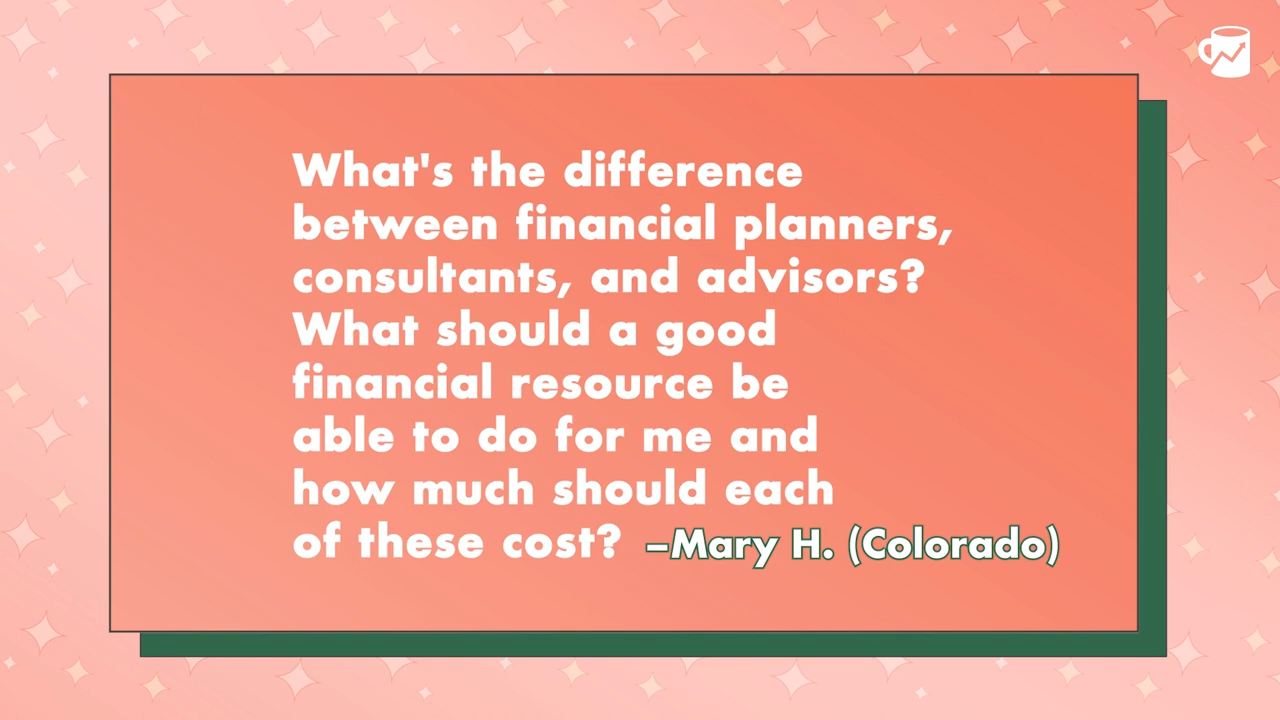 What's the difference
between financial planners,
consultants, and advisors?
What should a good
financial resource be
able to do for me and
how much should each
of these cost? –Mary H. (Colorado)